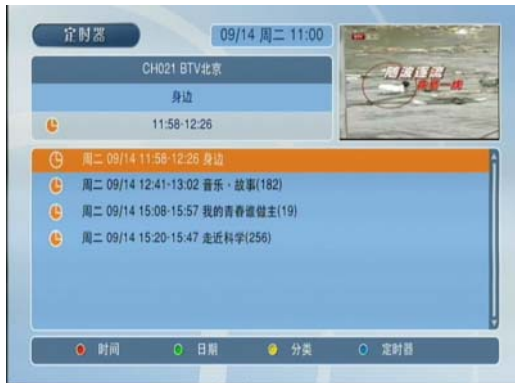 定时器
09/14 周二 11:00
CH021 BTV北京
身边
11:58-12:26
周二 09/14 11:58-12:26 身边
周二 09/14 12:41-13:02 音乐·故事(182)
周二 09/14 15:08-15:57 我的青春谁做主(19)
周二 09/14 15:20-15:47 走近科学(256)
时间
日期
分类
定时器